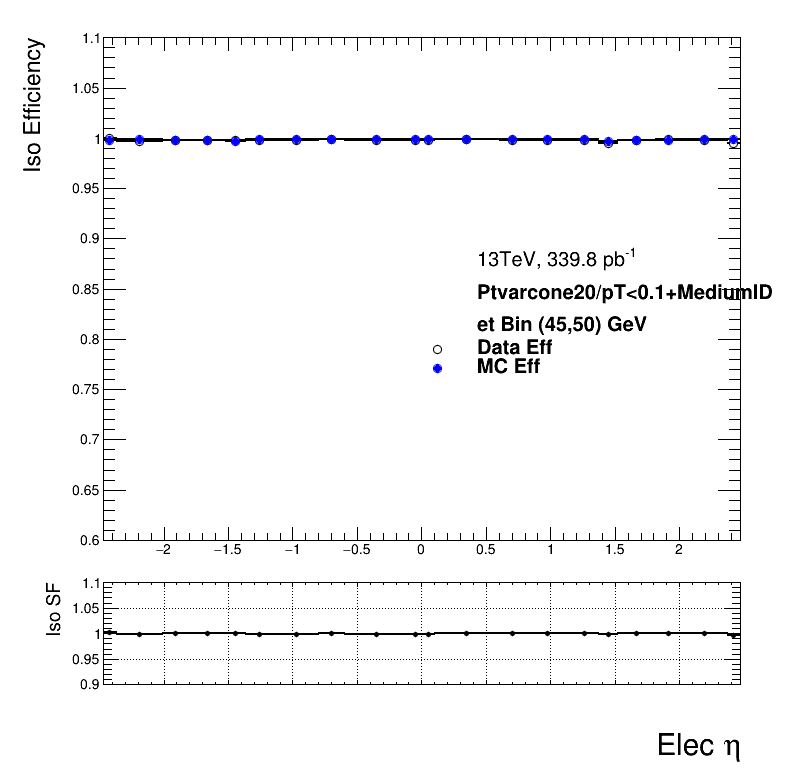 Iso Efficiency
1.1
1.05
1
0.95
0.9
0.85
0.8
0.75
0.7
0.65
0.6
13TeV, 339.8 pb-1
Ptvarcone20/pT<0.1+MediumID
et Bin (45,50) GeV
Data Eff
MC Eff
−2 −1.5 −1 −0.5 0 0.5 1 1.5 2
Iso SF
1.1
1.05
1
0.95
0.9
Elec η